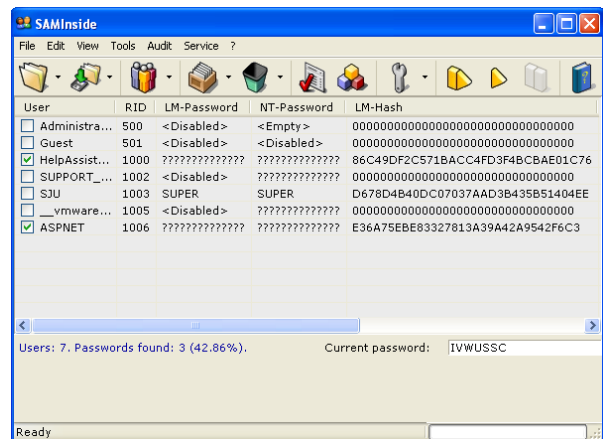 SAMInside
File Edit View Tools Audit Service ?
User RID LM-Password NT-Password LM-Hash
Administra... 500 <Disabled> <Empty> 00000000000000000000000000000000
Guest 501 <Disabled> <Disabled> 00000000000000000000000000000000
HelpAssist... 1000 ?????????????? ?????????????? 86C49DF2C571BACC4FD3F4BCBAE01C76
SUPPORT_... 1002 <Disabled> ?????????????? 00000000000000000000000000000000
SJU 1003 SUPER SUPER D678D4B40DC07037AAD3B435B51404EE
__vmware... 1005 <Disabled> ?????????????? 00000000000000000000000000000000
ASPNET 1006 ?????????????? ?????????????? E36A75EBE83327813A39A42A9542F6C3
Users: 7. Passwords found: 3 (42.86%). Current password: IVWUSSC
Ready